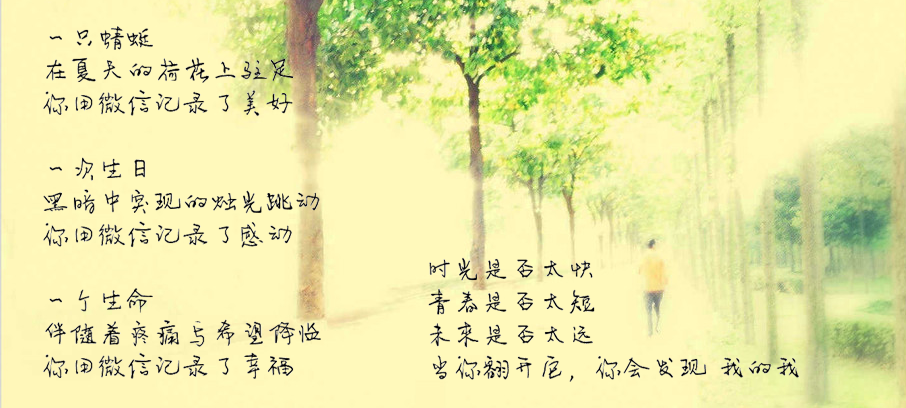 一只蜻蜓
在夏天的荷花上驻足
你用微信记录了美好
一次生日
黑暗中实现的烛光跳动
你用微信记录了感动
一个生命
伴随着疼痛与希望降临
你用微信记录了幸福
时光是否太快
青春是否太短
未来是否太远
当你翻开后，你会发现 我的我